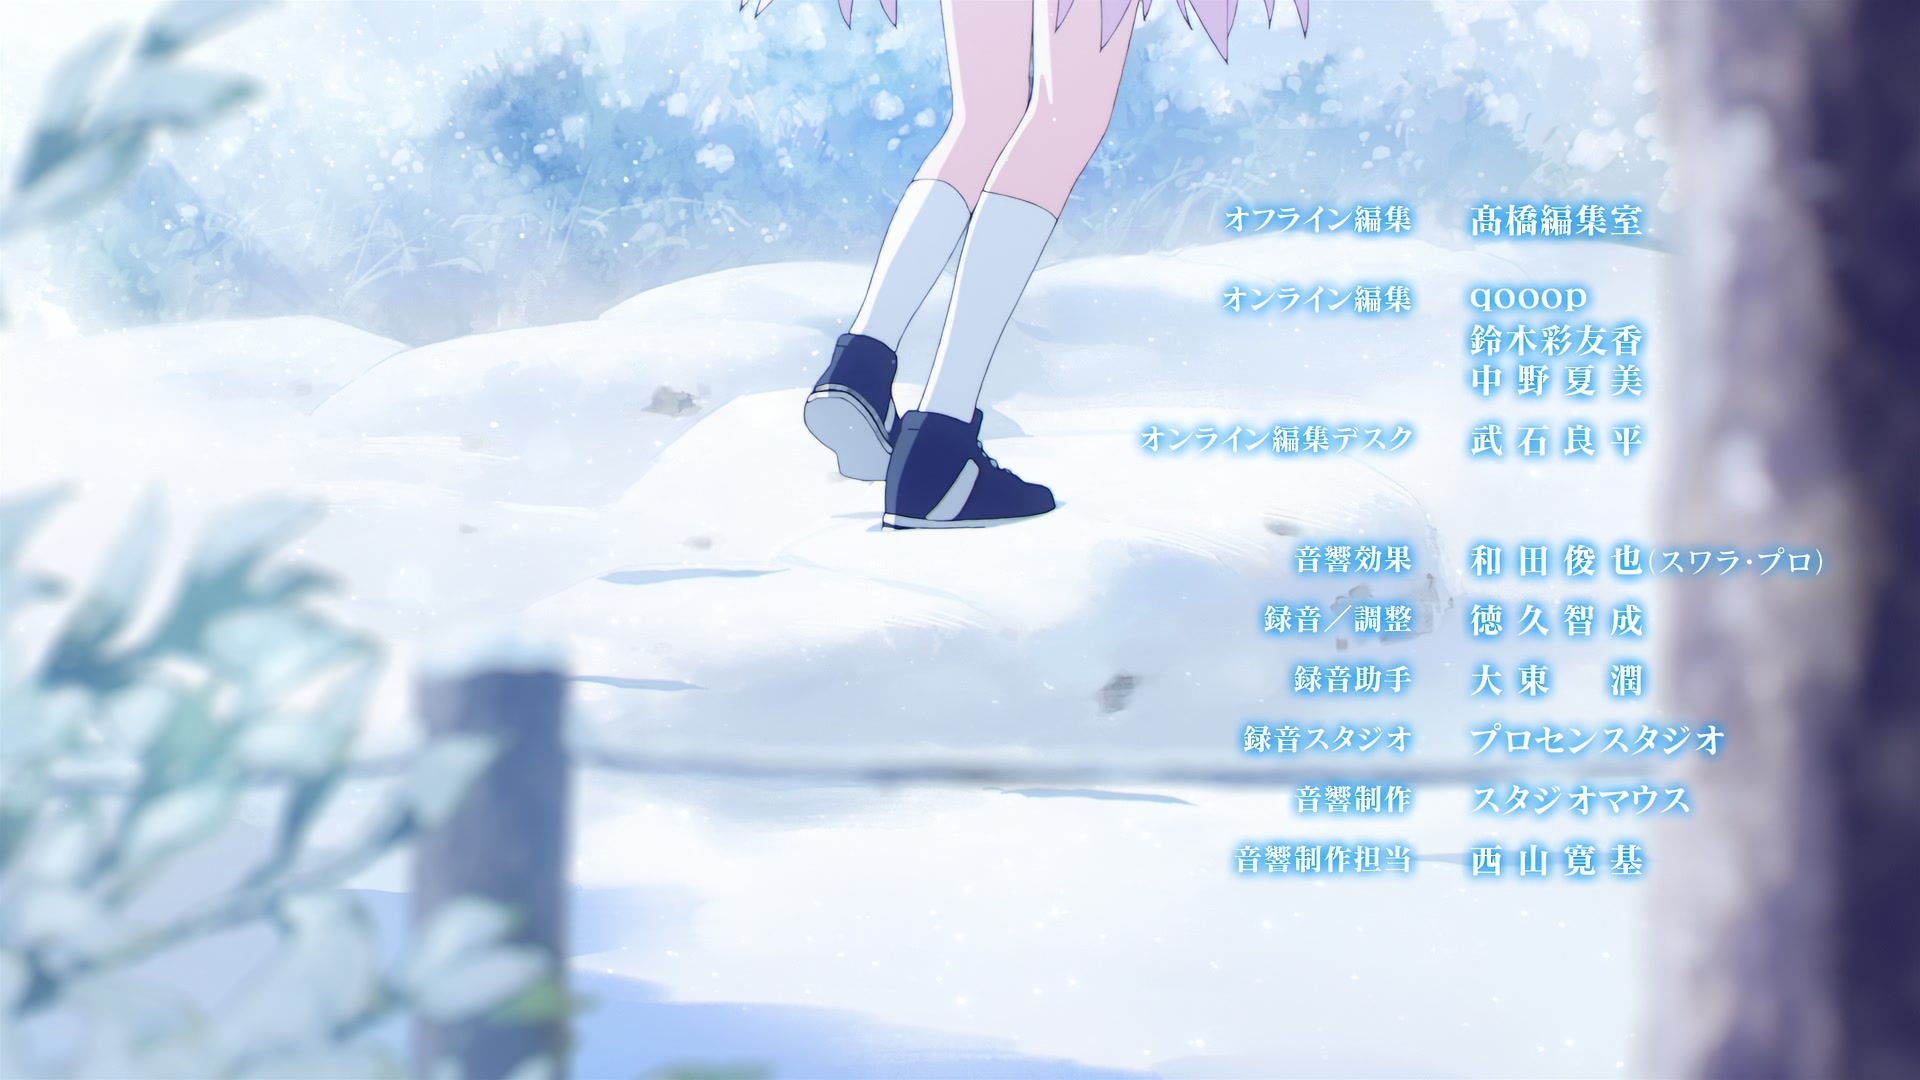 オフライン編集 髙橋編集室
オンライン編集 qooop
鈴木彩友香
中野夏美
オンライン編集デスク 武石良平
音響効果 和田俊也(スワラ・プロ)
録音／調整 徳久智成
録音助手 大東 潤
録音スタジオ プロセンスタジオ
音響制作 スタジオマウス
音響制作担当 西山寛基